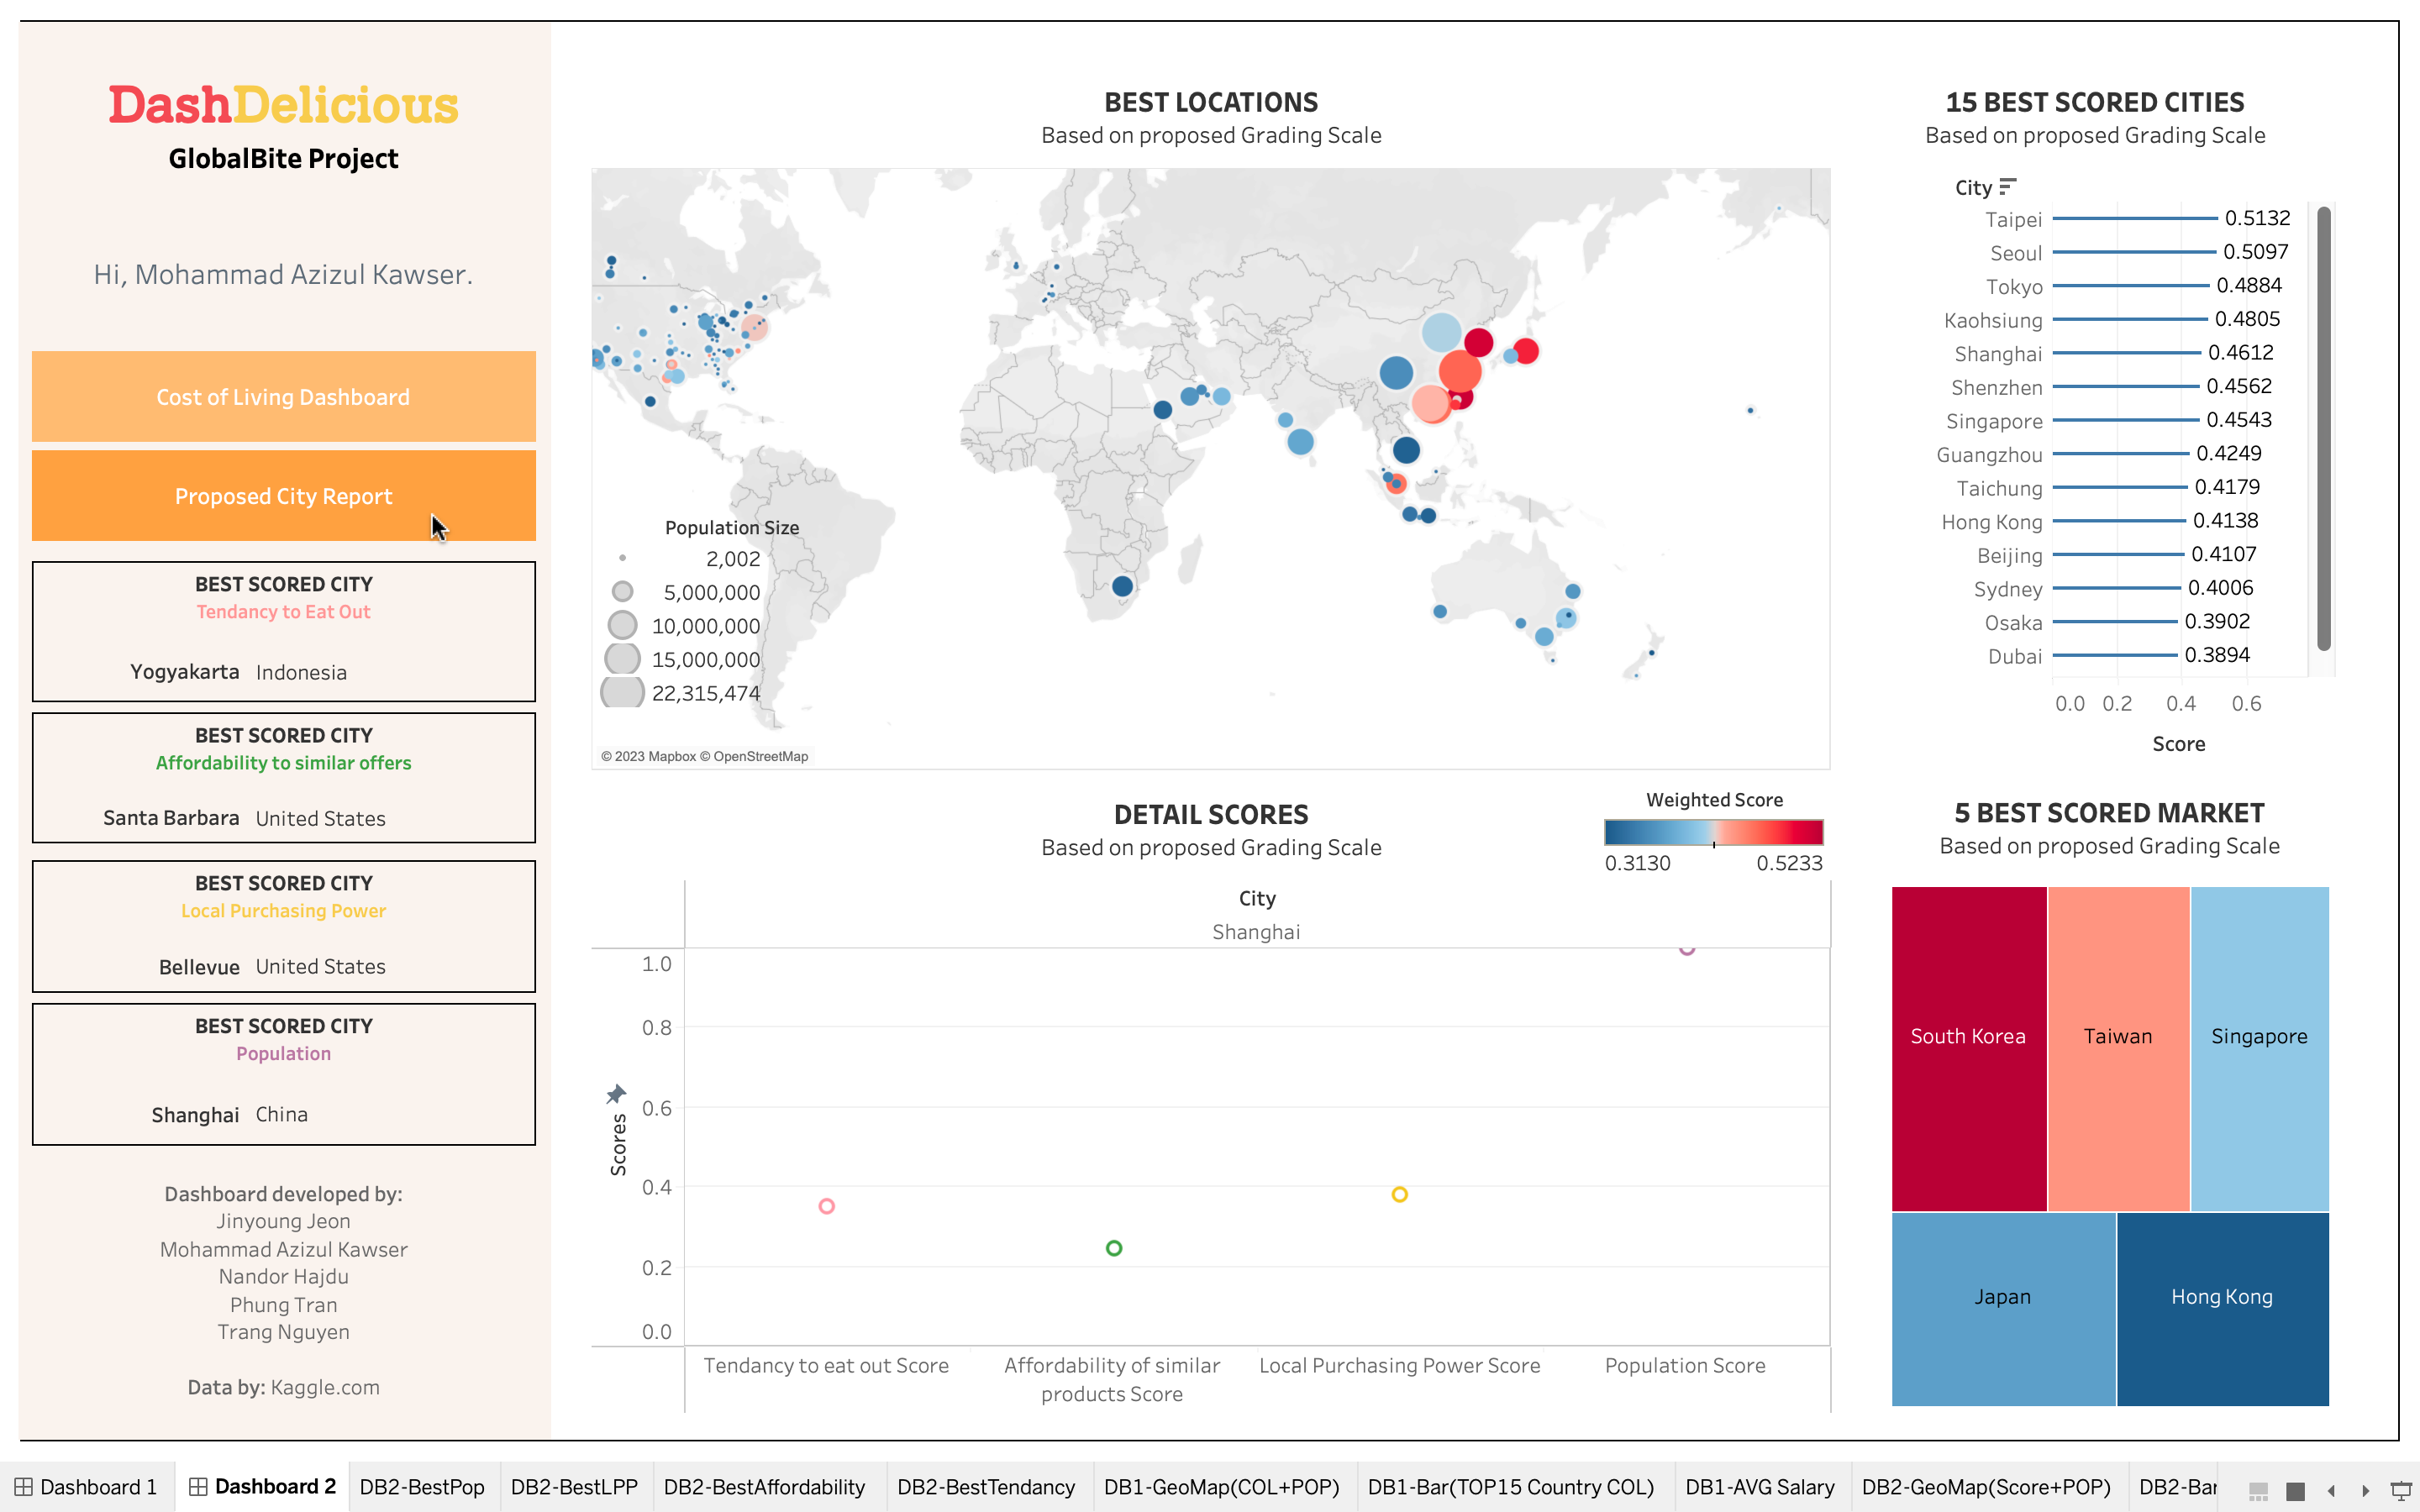 DashDelicious
GlobalBite Project
Hi, Mohammad Azizul Kawser.
Cost of Living Dashboard
Proposed City Report
BEST SCORED CITY
Tendancy to Eat Out
Yogyakarta Indonesia
BEST SCORED CITY
Affordability to similar offers
Santa Barbara United States
BEST SCORED CITY
Local Purchasing Power
Bellevue United States
BEST SCORED CITY
Population
Shanghai China
Dashboard developed by:
Jinyoung Jeon
Mohammad Azizul Kawser
Nandor Hajdu
Phung Tran
Trang Nguyen
Data by: Kaggle.com
BEST LOCATIONS
Based on proposed Grading Scale
Population Size
2,002
5,000,000
10,000,000
15,000,000
22,315,474
© 2023 Mapbox © OpenStreetMap
15 BEST SCORED CITIES
Based on proposed Grading Scale
City
Taipei 0.5132
Seoul 0.5097
Tokyo 0.4884
Kaohsiung 0.4805
Shanghai 0.4612
Shenzhen 0.4562
Singapore 0.4543
Guangzhou 0.4249
Taichung 0.4179
Hong Kong 0.4138
Beijing 0.4107
Sydney 0.4006
Osaka 0.3902
Dubai 0.3894
0.0 0.2 0.4 0.6
Score
DETAIL SCORES
Based on proposed Grading Scale
Weighted Score
0.3130 0.5233
City
Shanghai
1.0
0.8
0.6
0.4
0.2
0.0
Scores
Tendancy to eat out Score
Affordability of similar
products Score
Local Purchasing Power Score
Population Score
5 BEST SCORED MARKET
Based on proposed Grading Scale
South Korea
Taiwan
Singapore
Japan
Hong Kong
Dashboard 1
Dashboard 2
DB2-BestPop
DB2-BestLPP
DB2-BestAffordability
DB2-BestTendancy
DB1-GeoMap(COL+POP)
DB1-Bar(TOP15 Country COL)
DB1-AVG Salary
DB2-GeoMap(Score+POP)
DB2-Bar